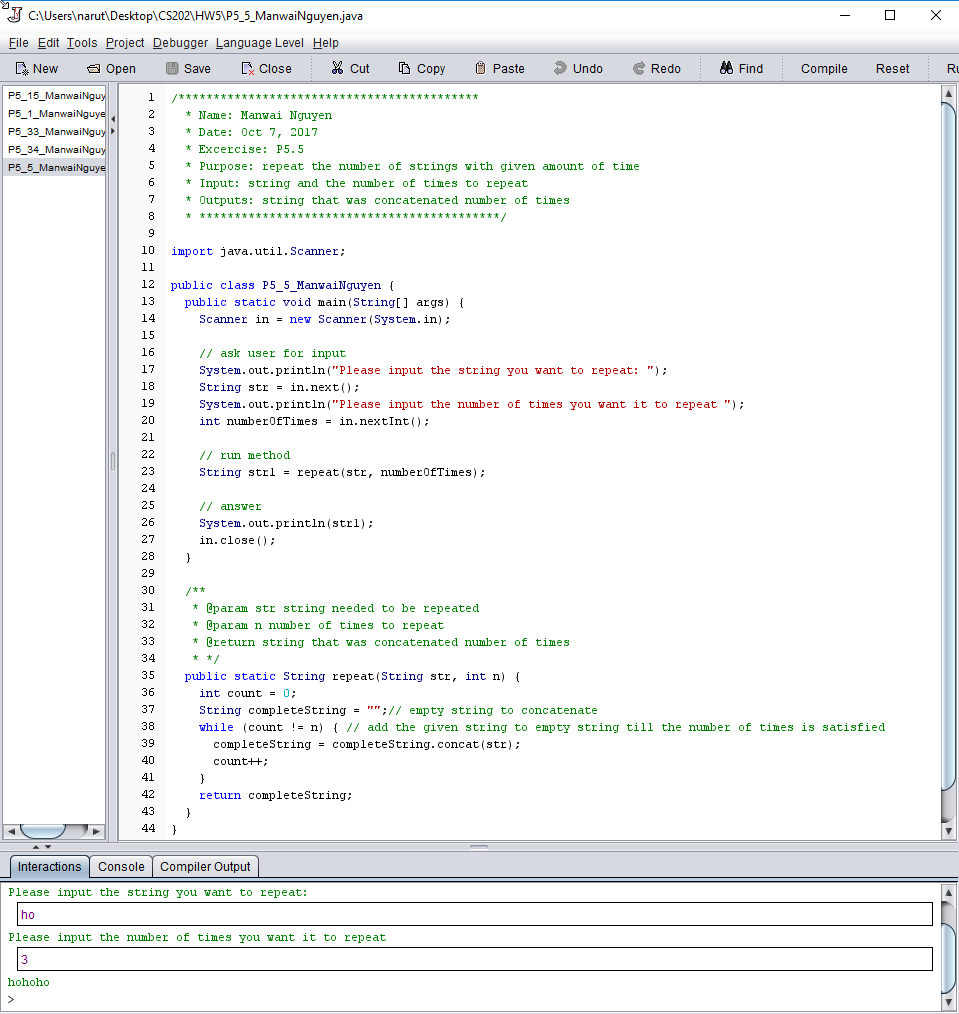 C:\Users\narut\Desktop\CS202\HW5\P5_5_ManwaiNguyen.java
File Edit Tools Project Debugger Language Level Help
New Open Save Close Cut Copy Paste Undo Redo Find Compile Reset Ru
P5_15_ManwaiNguy
P5_1_ManwaiNguye
P5_33_ManwaiNguy
P5_34_ManwaiNguy
P5_5_ManwaiNguye
1 /*******************************************
2 * Name: Manwai Nguyen
3 * Date: Oct 7, 2017
4 * Excercise: P5.5
5 * Purpose: repeat the number of strings with given amount of time
6 * Input: string and the number of times to repeat
7 * Outputs: string that was concatenated number of times
8 * *******************************************/
9
10 import java.util.Scanner;
11
12 public class P5_5_ManwaiNguyen {
13 public static void main(String[] args) {
14 Scanner in = new Scanner(System.in);
15
16 // ask user for input
17 System.out.println("Please input the string you want to repeat: ");
18 String str = in.next();
19 System.out.println("Please input the number of times you want it to repeat ");
20 int numberOfTimes = in.nextInt();
21
22 // run method
23 String str1 = repeat(str, numberOfTimes);
24
25 // answer
26 System.out.println(str1);
27 in.close();
28 }
29
30 /**
31 * @param str string needed to be repeated
32 * @param n number of times to repeat
33 * @return string that was concatenated number of times
34 * */
35 public static String repeat(String str, int n) {
36 int count = 0;
37 String completeString = "";// empty string to concatenate
38 while (count != n) { // add the given string to empty string till the number of times is satisfied
39 completeString = completeString.concat(str);
40 count++;
41 }
42 return completeString;
43 }
44 }
Interactions Console Compiler Output
Please input the string you want to repeat:
ho
Please input the number of times you want it to repeat
3
hohoho
>